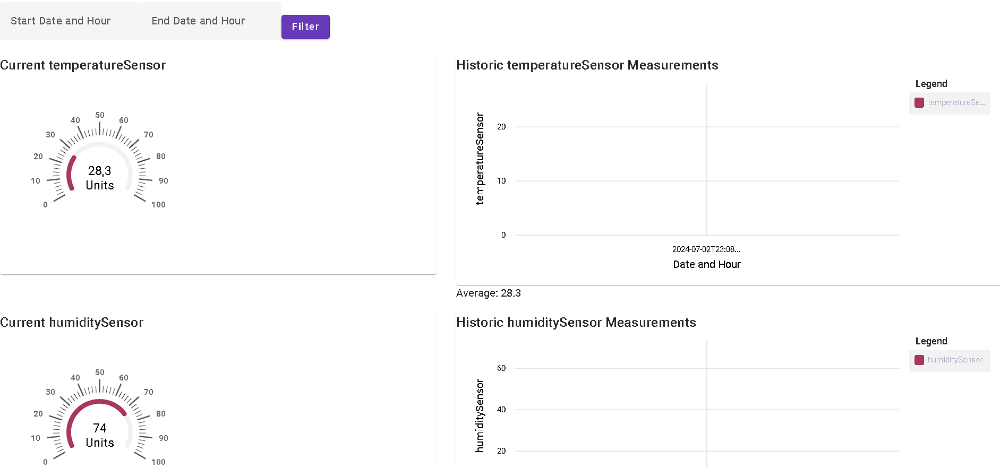 Start Date and Hour
End Date and Hour
Filter
Current temperatureSensor
0
10
20
30
40
50
60
70
80
90
100
28,3
Units
Historic temperatureSensor Measurements
Legend
temperatureSe...
temperatureSensor
20
10
0
2024-07-02T23:08...
Date and Hour
Average: 28.3
Current humiditySensor
0
10
20
30
40
50
60
70
80
90
100
74
Units
Historic humiditySensor Measurements
Legend
humiditySensor
humiditySensor
60
40
20